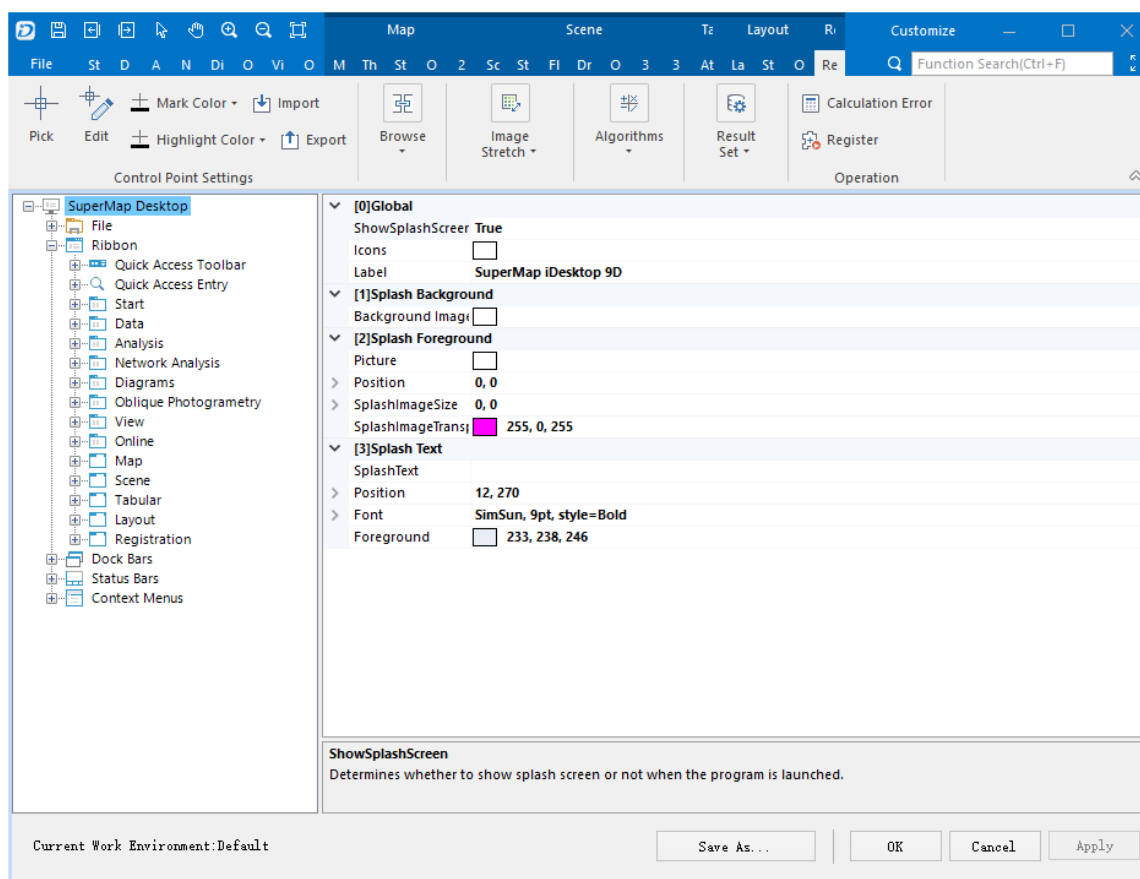 Map Scene Ta Layout R Customize
File St D A N Di O Vi O M Th St O 2 Sc St Fl Dr O 3 3 At La St O Re Function Search(Ctrl+F)
Mark Color Import
Pick Edit Highlight Color Export
Browse
Image Stretch
Algorithms
Result Set
Calculation Error
Register
Control Point Settings Operation
SuperMap Desktop
File
Ribbon
Quick Access Toolbar
Quick Access Entry
Start
Data
Analysis
Network Analysis
Diagrams
Oblique Photogrametry
View
Online
Map
Scene
Tabular
Layout
Registration
Dock Bars
Status Bars
Context Menus
[0]Global
ShowSplashScreen True
Icons
Label SuperMap iDesktop 9D
[1]Splash Background
Background Image
[2]Splash Foreground
Picture
Position 0, 0
SplashImageSize 0, 0
SplashImageTransp 255, 0, 255
[3]Splash Text
SplashText
Position 12, 270
Font SimSun, 9pt, style=Bold
Foreground 233, 238, 246
ShowSplashScreen
Determines whether to show splash screen or not when the program is launched.
Current Work Environment:Default Save As... OK Cancel Apply